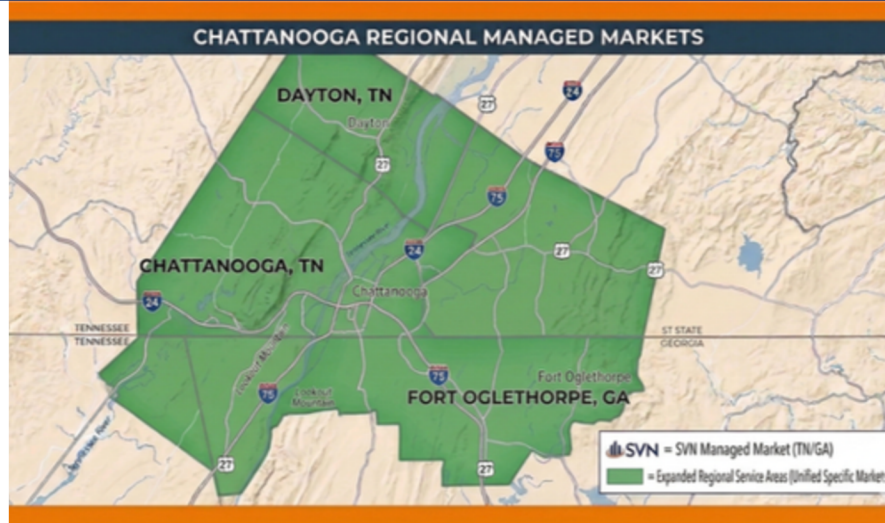 CHATTANOOGA REGIONAL MANAGED MARKETS
DAYTON, TN
Dayton
27
24
27
75
75
24
27
27
CHATTANOOGA, TN
Chattanooga
24
TENNESSEE
TENNESSEE
ST STATE
GEORGIA
75
75
Lookout
Mountain
Fort Oglethorpe
FORT OGLETHORPE, GA
27
27
SVN = SVN Managed Market (TN/GA)
= Expanded Regional Service Areas (Unified Specific Market